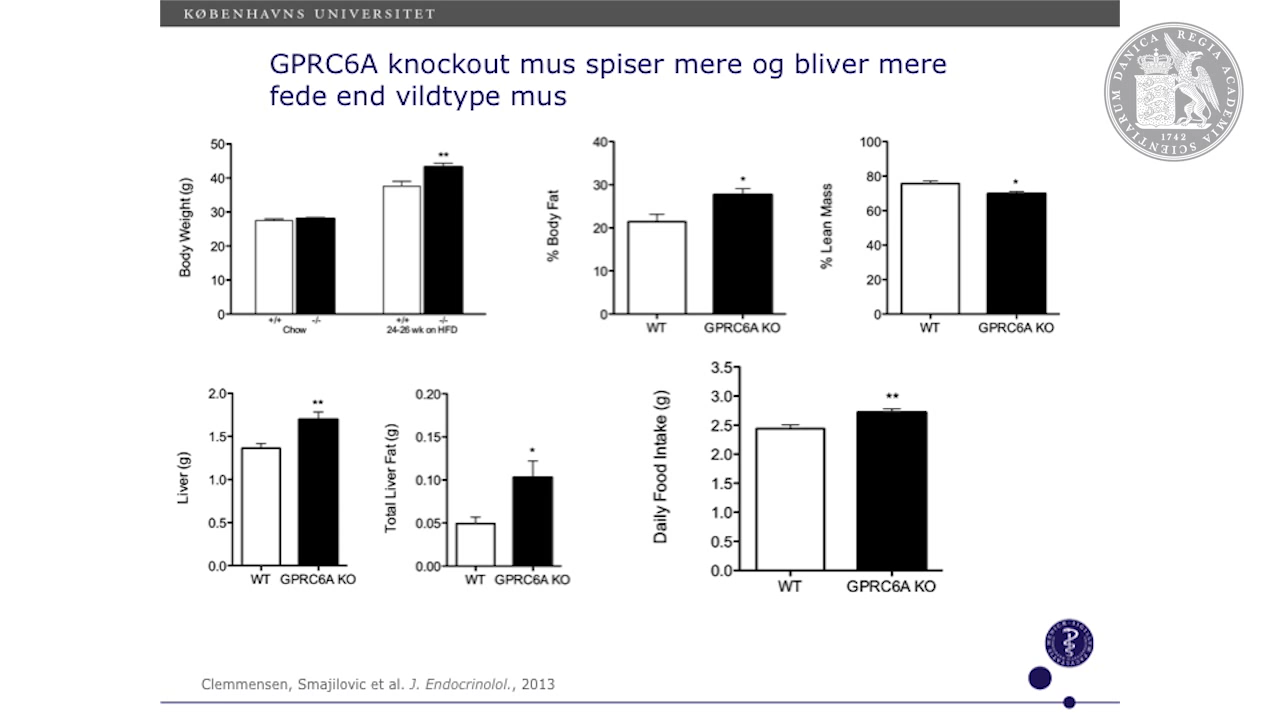 KØBENHAVNS UNIVERSITET
GPRC6A knockout mus spiser mere og bliver mere
fede end vildtype mus
REGIA ACADEMIA SCIENTIARUM DANICA
1742
Body Weight (g)
50
40
30
20
10
0
**
+/+ -/- +/+ -/-
Chow 24-26 wk on HFD
% Body Fat
40
30
20
10
0
*
WT GPRC6A KO
% Lean Mass
100
80
60
40
20
0
*
WT GPRC6A KO
Liver (g)
2.0
1.5
1.0
0.5
0.0
**
WT GPRC6A KO
Total Liver Fat (g)
0.20
0.15
0.10
0.05
0.00
*
WT GPRC6A KO
Daily Food Intake (g)
3.5
3.0
2.5
2.0
1.5
1.0
0.5
0.0
**
WT GPRC6A KO
Clemmensen, Smajilovic et al. J. Endocrinolol., 2013